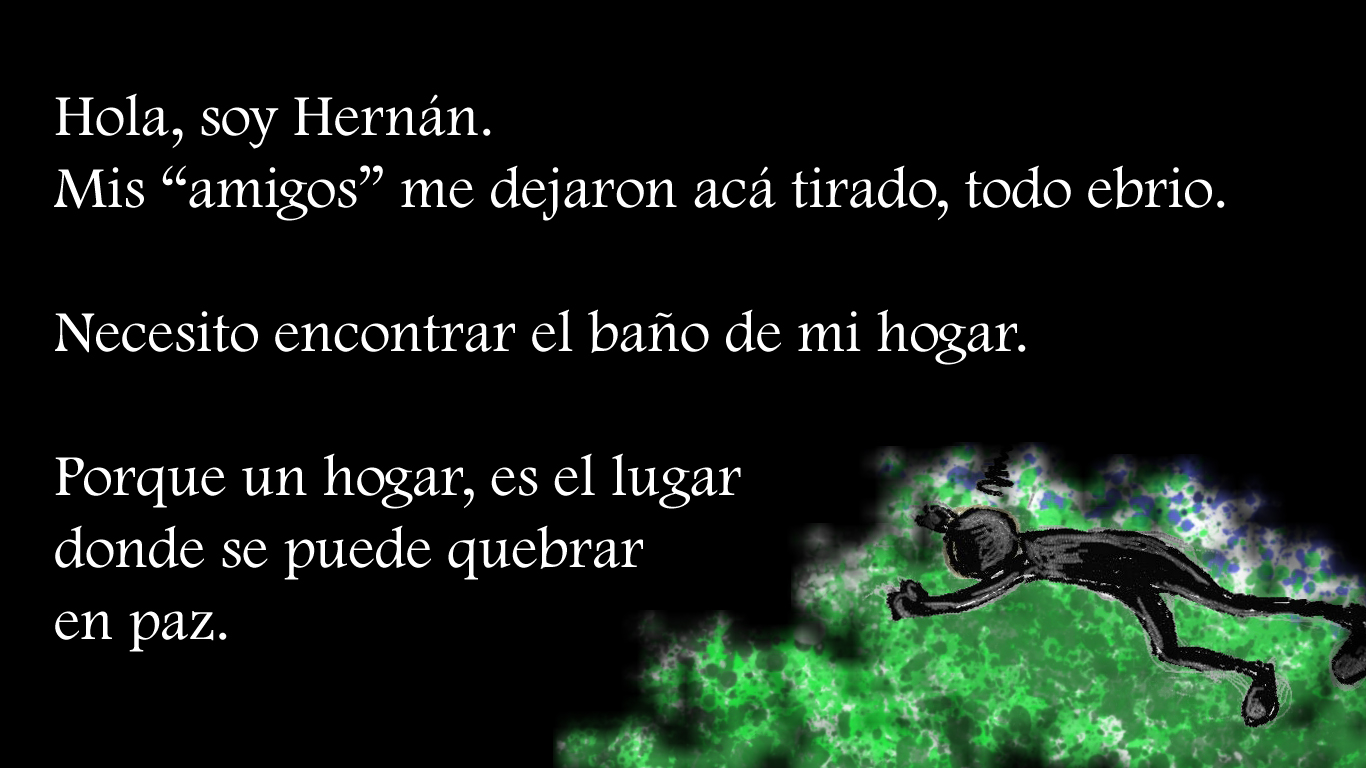 Hola, soy Hernán.
Mis “amigos” me dejaron acá tirado, todo ebrio.
Necesito encontrar el baño de mi hogar.
Porque un hogar, es el lugar
donde se puede quebrar
en paz.